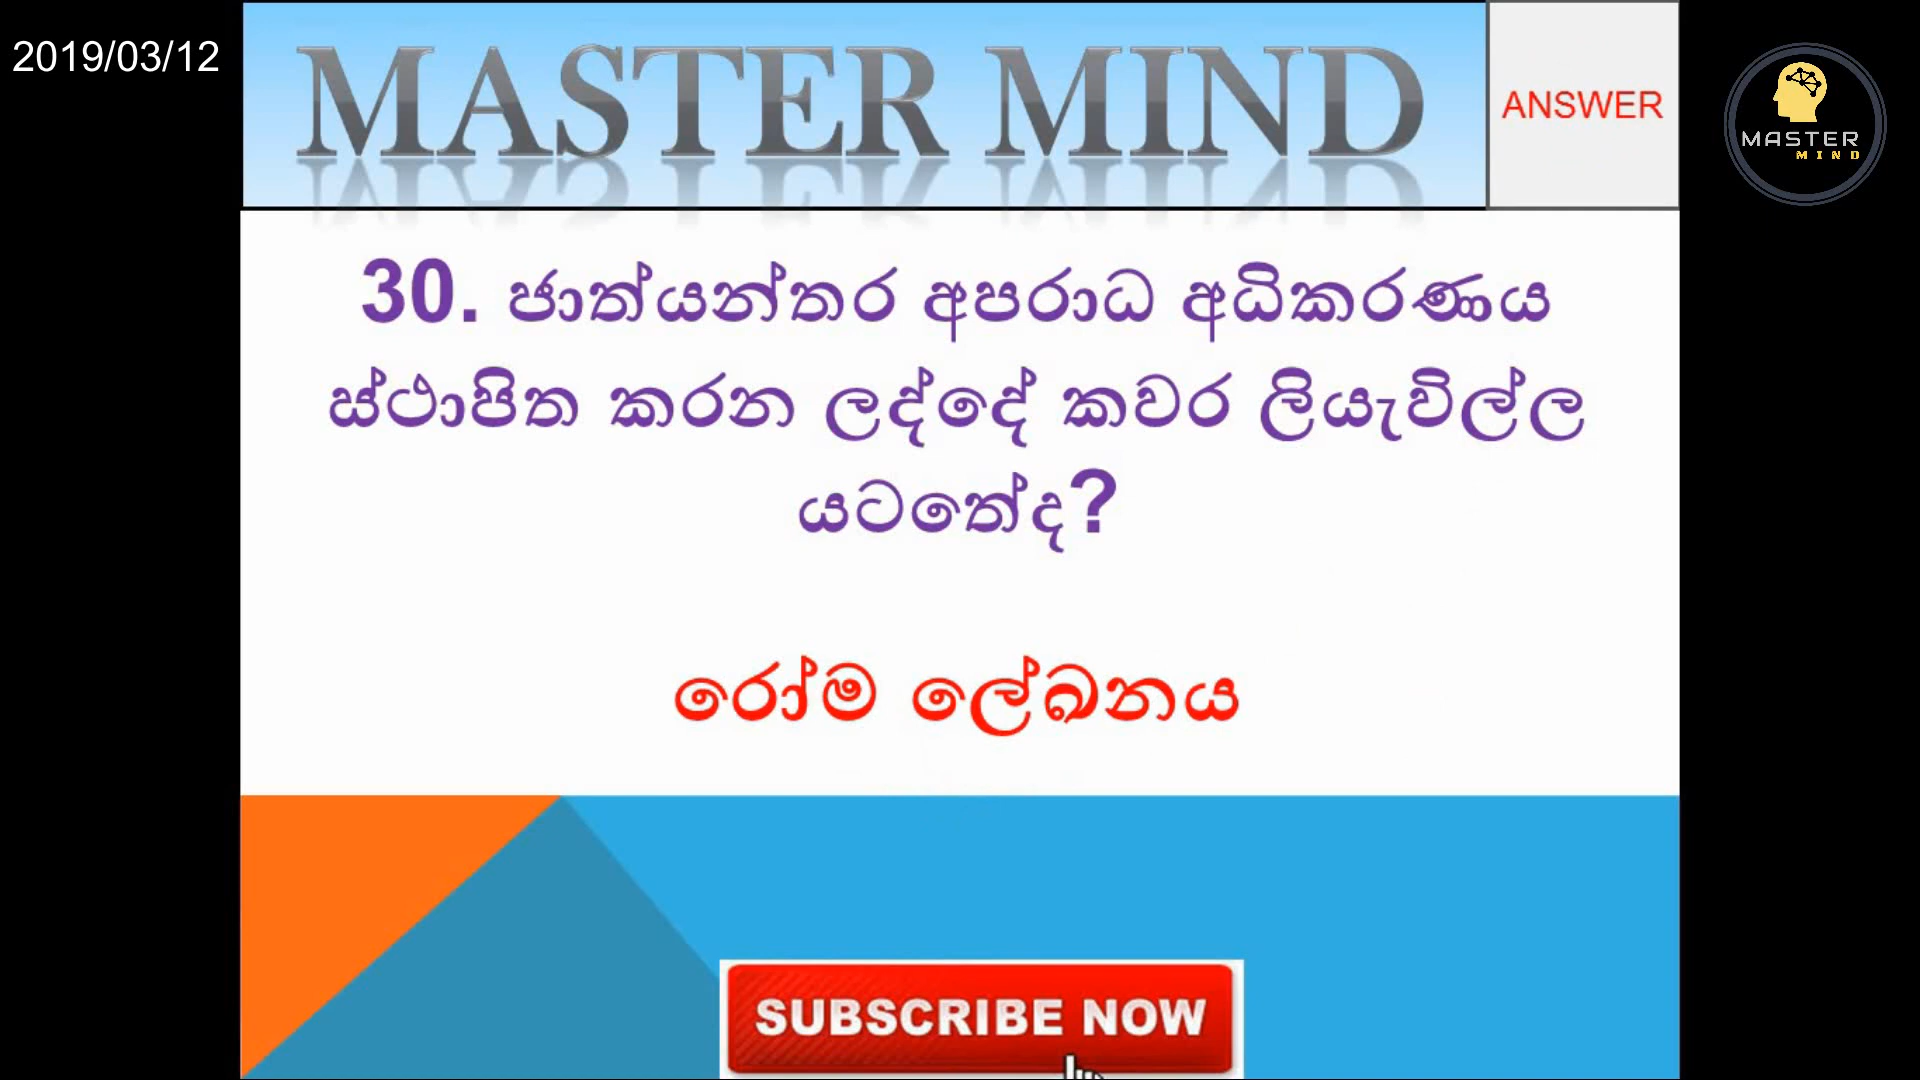 2019/03/12
MASTER MIND
ANSWER
MASTER
MIND
30. ජාත්යන්තර අපරාධ අධිකරණය
ස්ථාපිත කරන ලද්දේ කවර ලියැවිල්ල
යටතේද?
රෝම ලේඛනය
SUBSCRIBE NOW